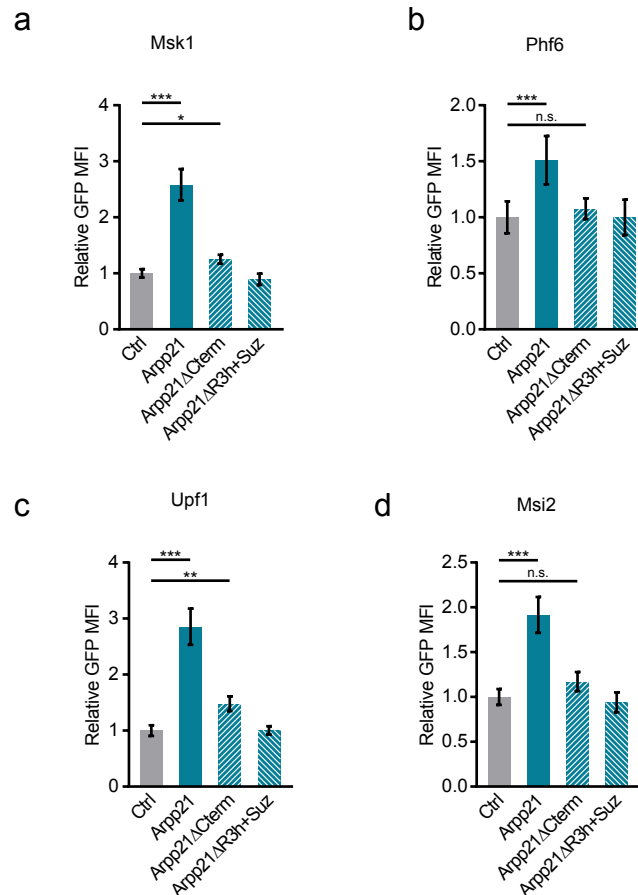 a
Msk1
Relative GFP MFI
4
3
2
1
0
***
*
Ctrl
Arpp21
Arpp21ΔCterm
Arpp21ΔR3h+Suz
b
Phf6
Relative GFP MFI
2.0
1.5
1.0
0.5
0.0
***
n.s.
Ctrl
Arpp21
Arpp21ΔCterm
Arpp21ΔR3h+Suz
c
Upf1
Relative GFP MFI
4
3
2
1
0
***
**
Ctrl
Arpp21
Arpp21ΔCterm
Arpp21ΔR3h+Suz
d
Msi2
Relative GFP MFI
2.5
2.0
1.5
1.0
0.5
0.0
***
n.s.
Ctrl
Arpp21
Arpp21ΔCterm
Arpp21ΔR3h+Suz